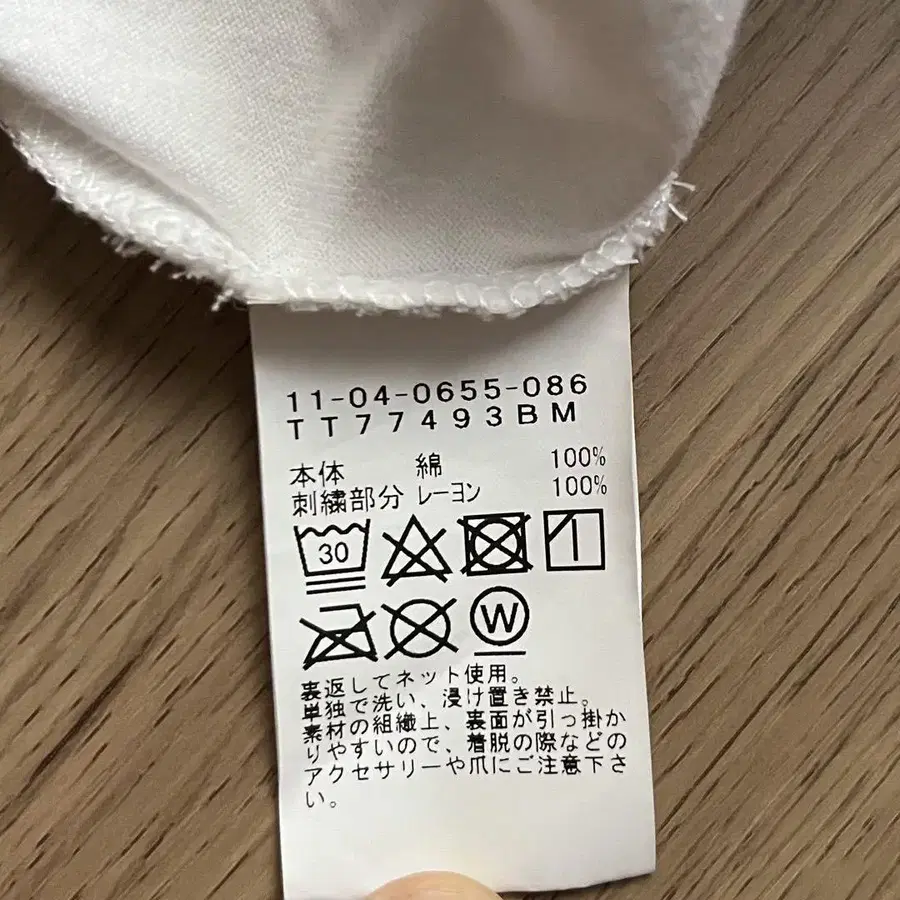 11-04-0655-086
TT77493BM
本体 綿 100%
刺繍部分 レーヨン 100%
30
W
裏返してネット使用。
単独で洗い、浸け置き禁止。
素材の組織上、裏面が引っ掛か
りやすいので、着脱の際などの
アクセサリーや爪にご注意下さ
い。